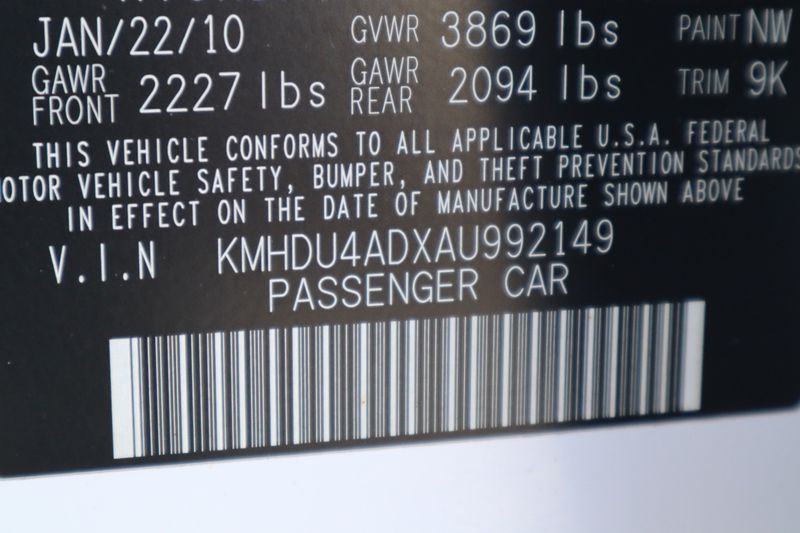 JAN/22/10 GVWR 3869 lbs PAINT NW
GAWR FRONT 2227 lbs GAWR REAR 2094 lbs TRIM 9K
THIS VEHICLE CONFORMS TO ALL APPLICABLE U.S.A. FEDERAL
MOTOR VEHICLE SAFETY, BUMPER, AND THEFT PREVENTION STANDARDS
IN EFFECT ON THE DATE OF MANUFACTURE SHOWN ABOVE
V.I.N KMHDU4ADXAU992149
PASSENGER CAR